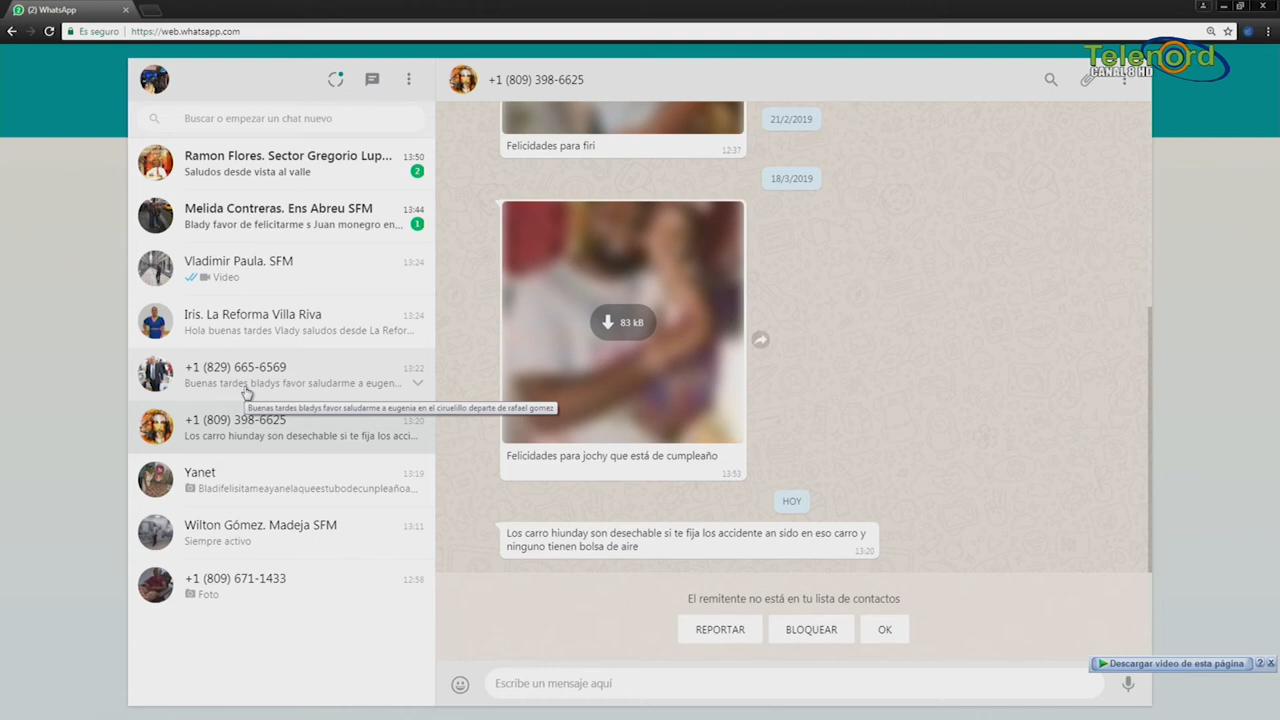 (2) WhatsApp
Es seguro
https://web.whatsapp.com
Telenord
CANAL 8 HD
Buscar o empezar un chat nuevo
Ramon Flores. Sector Gregorio Lup...
13:50
Saludos desde vista al valle
2
Melida Contreras. Ens Abreu SFM
13:44
Blady favor de felicitarme s Juan monegro en...
1
Vladimir Paula. SFM
13:24
Video
Iris. La Reforma Villa Riva
13:24
Hola buenas tardes Vlady saludos desde La Refor...
+1 (829) 665-6569
13:22
Buenas tardes bladys favor saludarme a eugen...
Buenas tardes bladys favor saludarme a eugenia en el ciruelillo departe de rafael gomez
+1 (809) 398-6625
13:20
Los carro hiunday son desechable si te fija los acci...
Yanet
13:19
Bladifelisitameayanelaqueestubodecunpleañoa...
Wilton Gómez. Madeja SFM
13:11
Siempre activo
+1 (809) 671-1433
12:58
Foto
+1 (809) 398-6625
21/2/2019
Felicidades para firi
12:37
18/3/2019
83 kB
Felicidades para jochy que está de cumpleaño
13:53
HOY
Los carro hiunday son desechable si te fija los accidente an sido en eso carro y
ninguno tienen bolsa de aire
13:20
El remitente no está en tu lista de contactos
REPORTAR
BLOQUEAR
OK
Escribe un mensaje aquí
Descargar vídeo de esta página
?